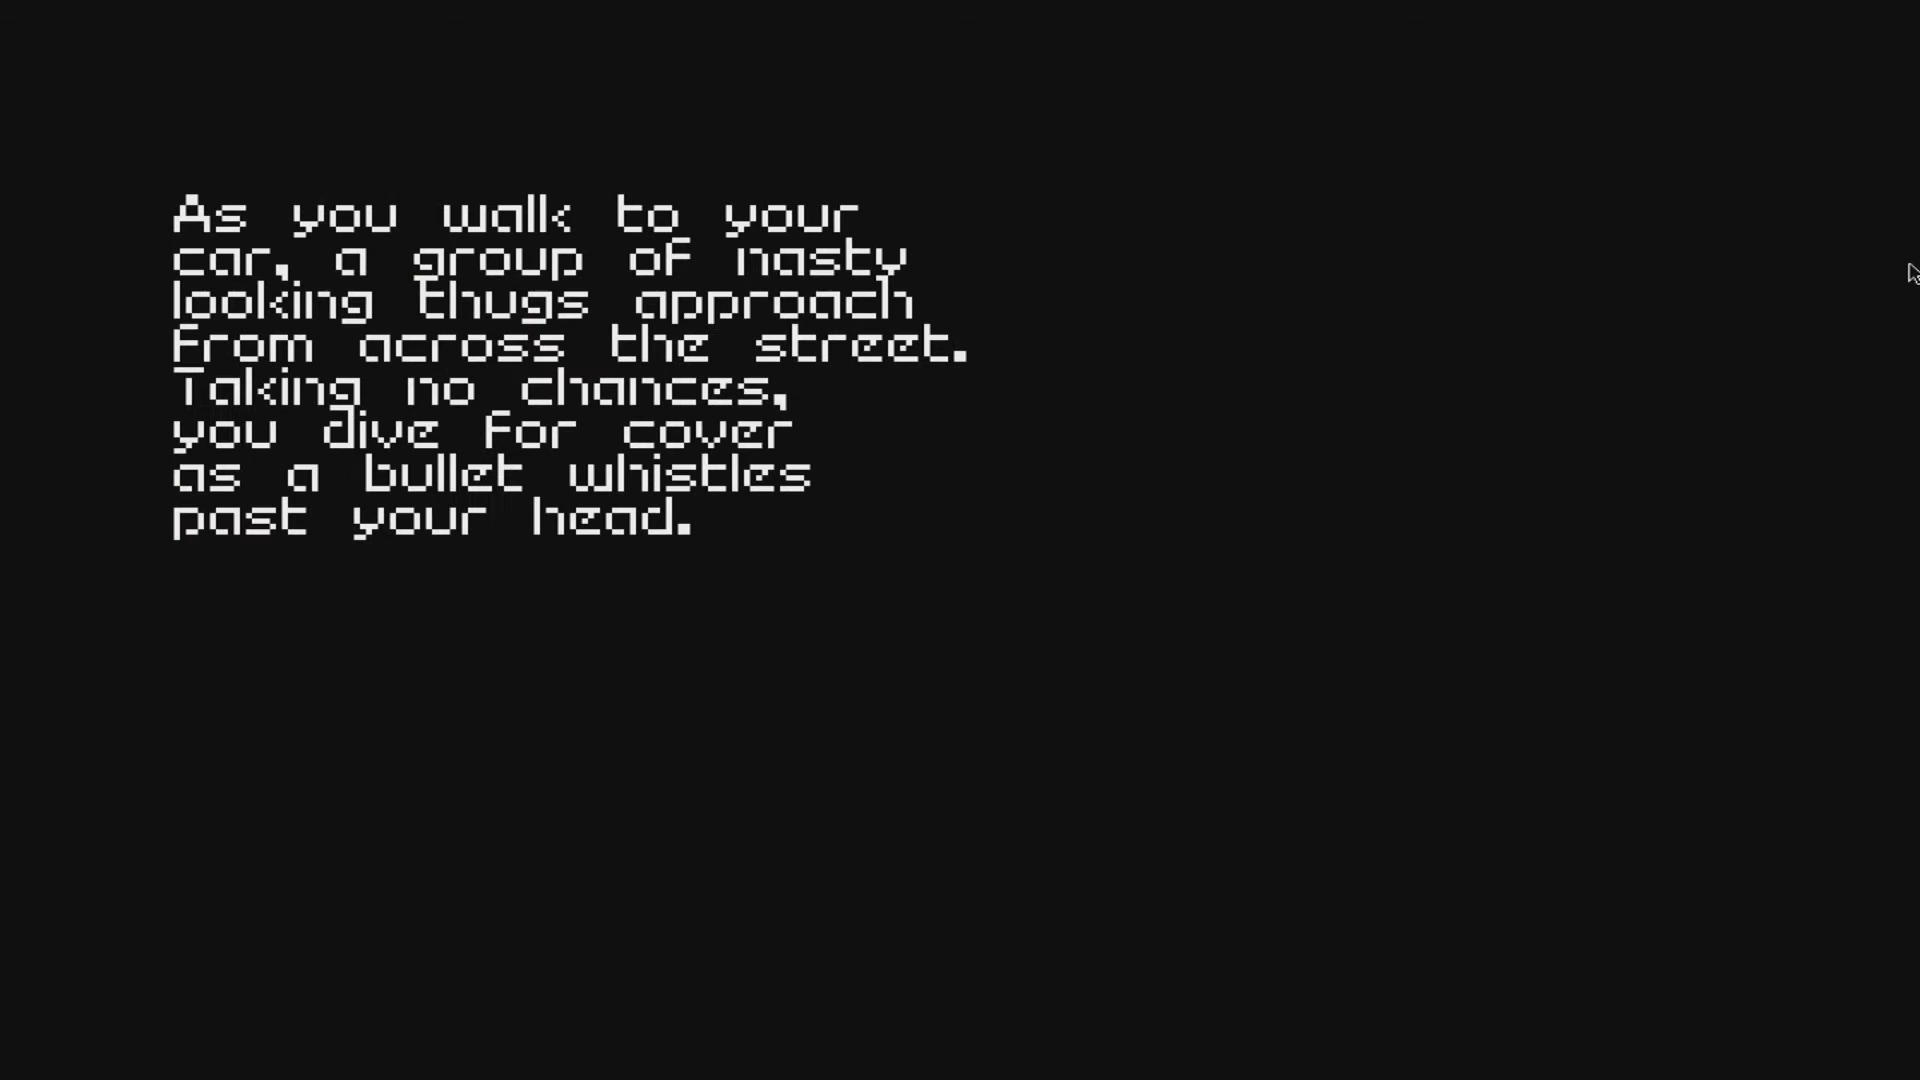 As you walk to your
car, a group of nasty
looking thugs approach
from across the street.
Taking no chances,
you dive for cover
as a bullet whistles
past your head.